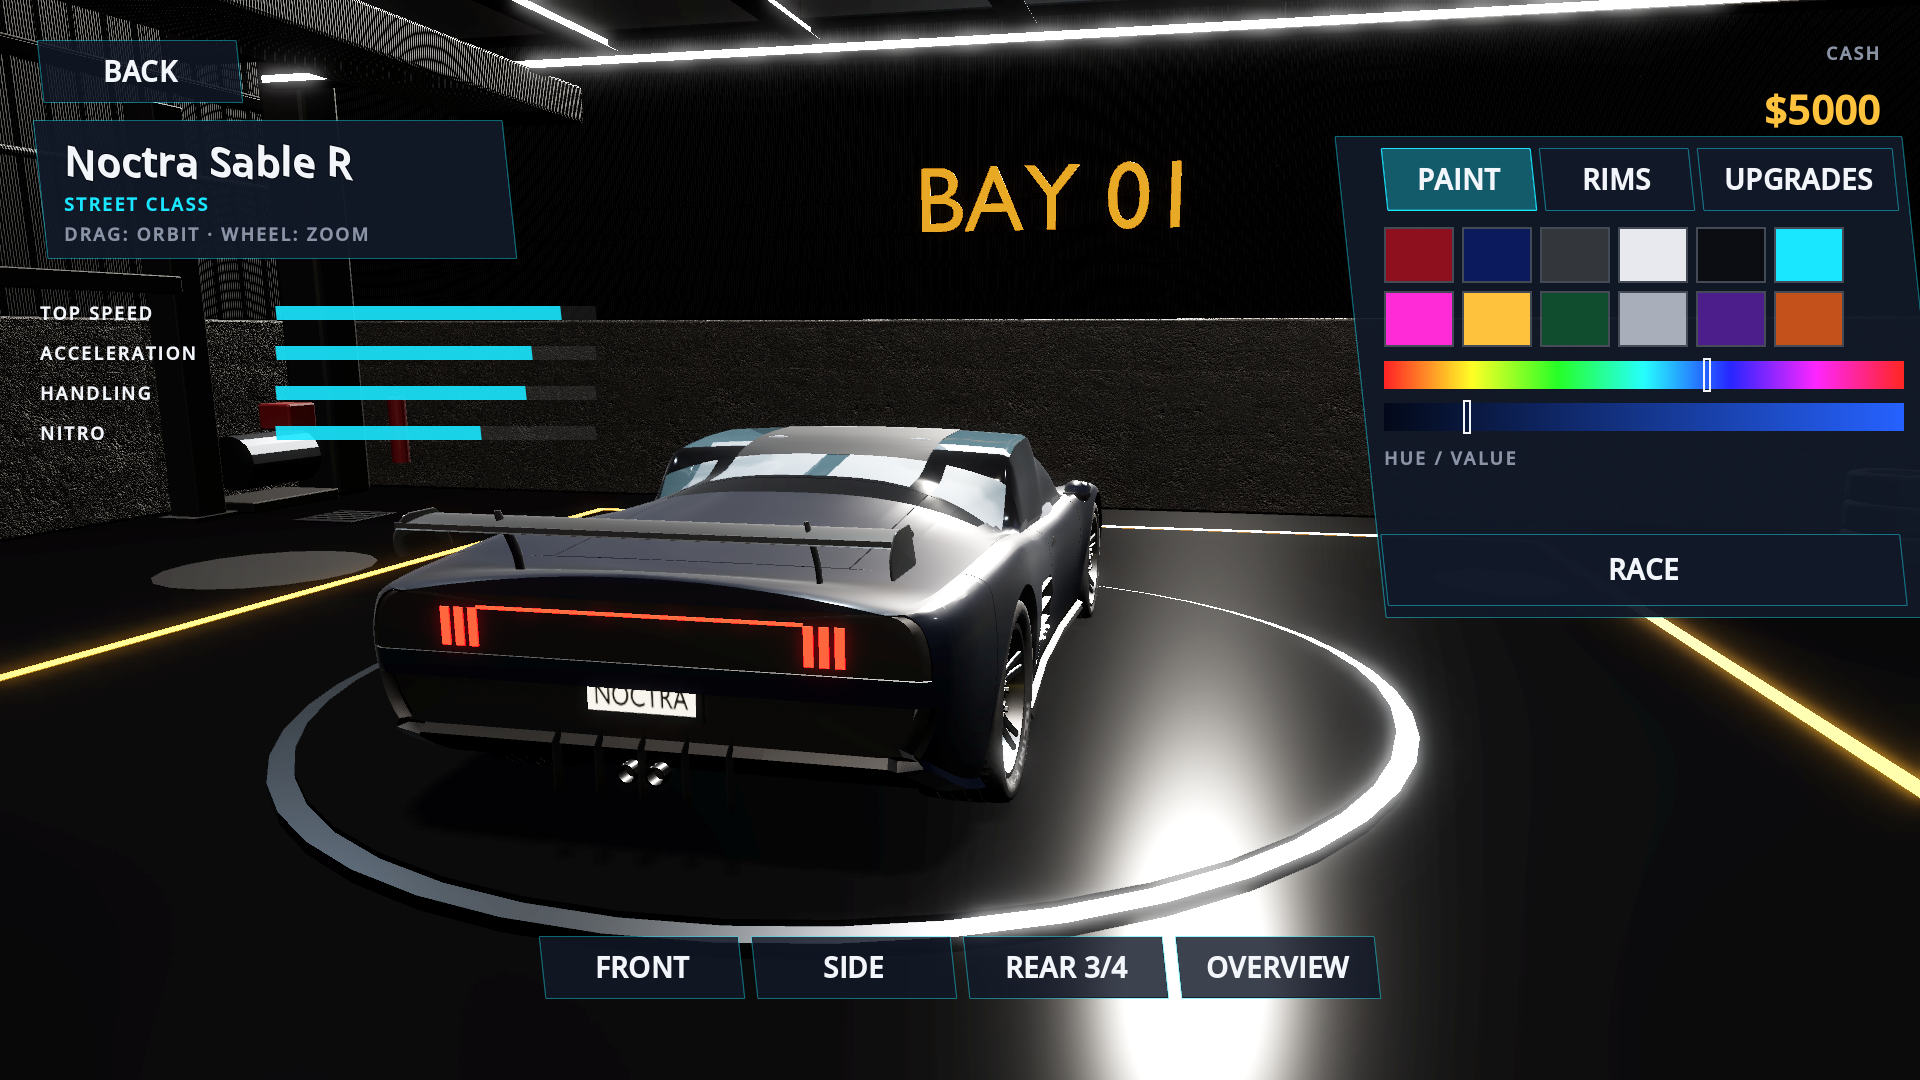 BACK
CASH
$5000
Noctra Sable R
STREET CLASS
DRAG: ORBIT · WHEEL: ZOOM
TOP SPEED
ACCELERATION
HANDLING
NITRO
BAY 01
PAINT
RIMS
UPGRADES
HUE / VALUE
RACE
NOCTRA
FRONT
SIDE
REAR 3/4
OVERVIEW